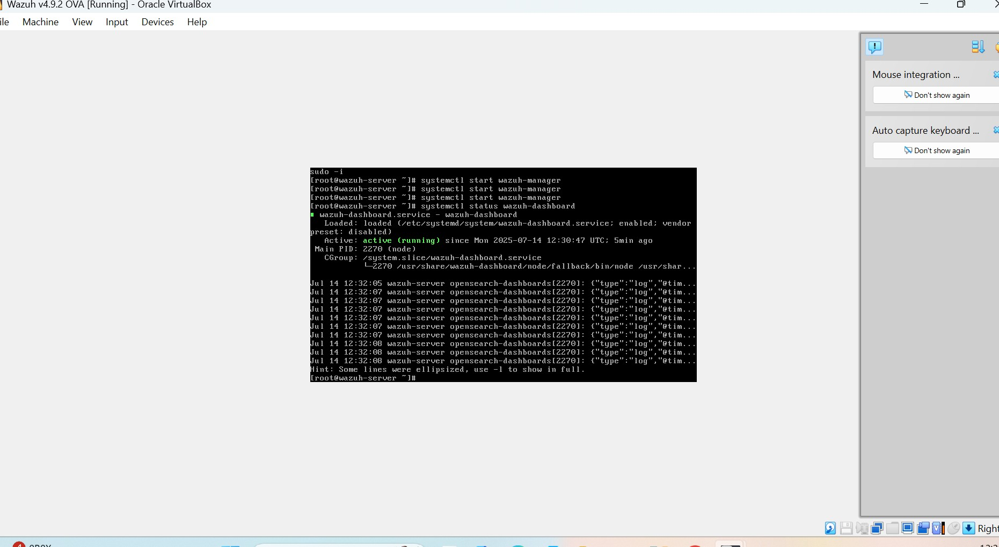 Wazuh v4.9.2 OVA [Running] - Oracle VirtualBox
ile Machine View Input Devices Help
Mouse integration ...
Don't show again
Auto capture keyboard ...
Don't show again
sudo -i
[root@wazuh-server ~]# systemctl start wazuh-manager
[root@wazuh-server ~]# systemctl start wazuh-manager
[root@wazuh-server ~]# systemctl start wazuh-manager
[root@wazuh-server ~]# systemctl status wazuh-dashboard
wazuh-dashboard.service - wazuh-dashboard
Loaded: loaded (/etc/systemd/system/wazuh-dashboard.service; enabled; vendor
preset: disabled)
Active: active (running) since Mon 2025-07-14 12:30:47 UTC; 5min ago
Main PID: 2270 (node)
CGroup: /system.slice/wazuh-dashboard.service
└─2270 /usr/share/wazuh-dashboard/node/fallback/bin/node /usr/shar...
Jul 14 12:32:05 wazuh-server opensearch-dashboards[2270]: {"type":"log","@tim...
Jul 14 12:32:07 wazuh-server opensearch-dashboards[2270]: {"type":"log","@tim...
Jul 14 12:32:07 wazuh-server opensearch-dashboards[2270]: {"type":"log","@tim...
Jul 14 12:32:07 wazuh-server opensearch-dashboards[2270]: {"type":"log","@tim...
Jul 14 12:32:07 wazuh-server opensearch-dashboards[2270]: {"type":"log","@tim...
Jul 14 12:32:07 wazuh-server opensearch-dashboards[2270]: {"type":"log","@tim...
Jul 14 12:32:07 wazuh-server opensearch-dashboards[2270]: {"type":"log","@tim...
Jul 14 12:32:08 wazuh-server opensearch-dashboards[2270]: {"type":"log","@tim...
Jul 14 12:32:08 wazuh-server opensearch-dashboards[2270]: {"type":"log","@tim...
Jul 14 12:32:08 wazuh-server opensearch-dashboards[2270]: {"type":"log","@tim...
Hint: Some lines were ellipsized, use -l to show in full.
[root@wazuh-server ~]#
Right